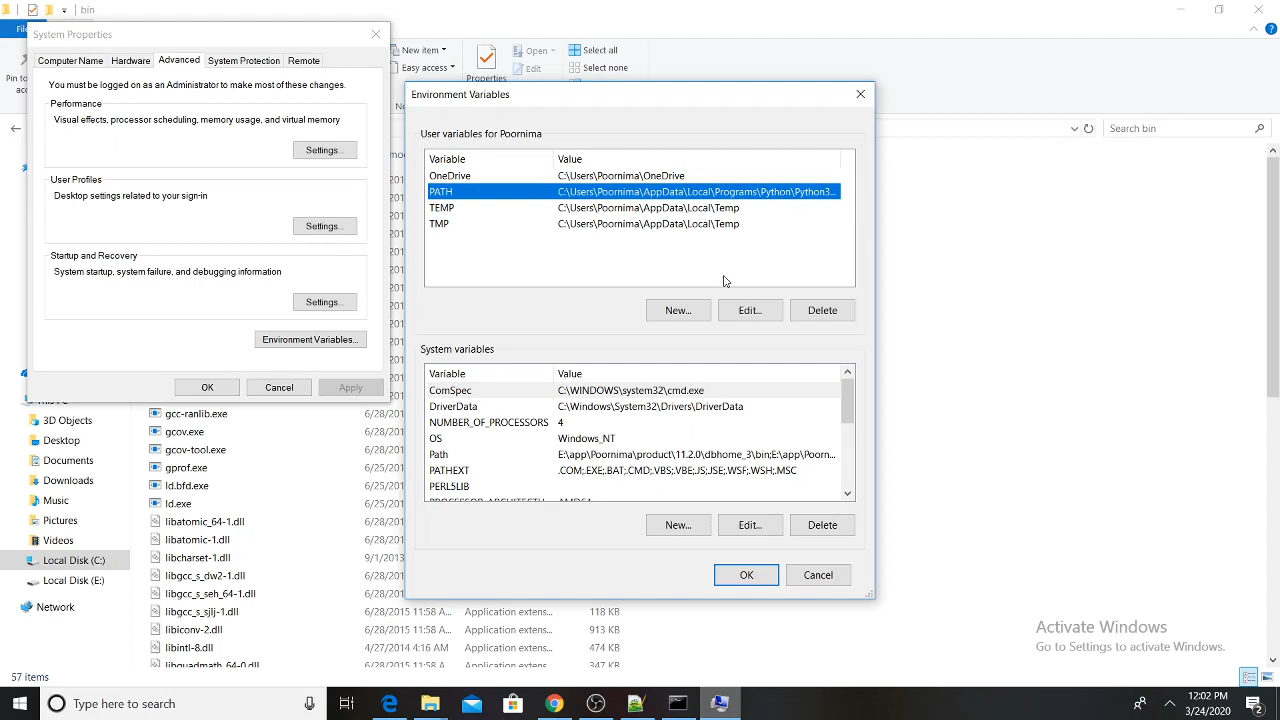 bin
System Properties
Computer Name Hardware Advanced System Protection Remote
You must be logged on as an Administrator to make most of these changes.
Performance
Visual effects, processor scheduling, memory usage, and virtual memory
Settings...
User Profiles
Desktop settings related to your sign-in
Settings...
Startup and Recovery
System startup, system failure, and debugging information
Settings...
Environment Variables...
OK Cancel Apply
New item
Easy access
Properties
Open
Edit
Select all
Select none
Search bin
Environment Variables
User variables for Poornima
Variable Value
OneDrive C:\Users\Poornima\OneDrive
PATH C:\Users\Poornima\AppData\Local\Programs\Python\Python3...
TEMP C:\Users\Poornima\AppData\Local\Temp
TMP C:\Users\Poornima\AppData\Local\Temp
New... Edit... Delete
System variables
Variable Value
ComSpec C:\WINDOWS\system32\cmd.exe
DriverData C:\Windows\System32\Drivers\DriverData
NUMBER_OF_PROCESSORS 4
OS Windows_NT
Path E:\app\Poornima\product\11.2.0\dbhome_3\bin;E:\app\Poorn...
PATHEXT .COM;.EXE;.BAT;.CMD;.VBS;.VBE;.JS;.JSE;.WSF;.WSH;.MSC
PERL5LIB
New... Edit... Delete
OK Cancel
3D Objects
Desktop
Documents
Downloads
Music
Pictures
Videos
Local Disk (C:)
Local Disk (E:)
Network
gcc-ranlib.exe
gcov.exe
gcov-tool.exe
gprof.exe
ld.bfd.exe
ld.exe
libatomic_64-1.dll
libatomic-1.dll
libcharset-1.dll
libgcc_s_dw2-1.dll
libgcc_s_seh_64-1.dll
libgcc_s_sjlj-1.dll 6/28/2015 11:58 A... Application extens... 118 KB
libiconv-2.dll 6/28/2015 11:58 A... Application extens... 913 KB
libintl-8.dll 4/27/2014 4:16 AM Application extens... 474 KB
libquadmath_64-0.dll 6/28/2015 11:58 A... Application extens... 347 KB
57 items
Activate Windows
Go to Settings to activate Windows.
Type here to search
12:02 PM
3/24/2020
2